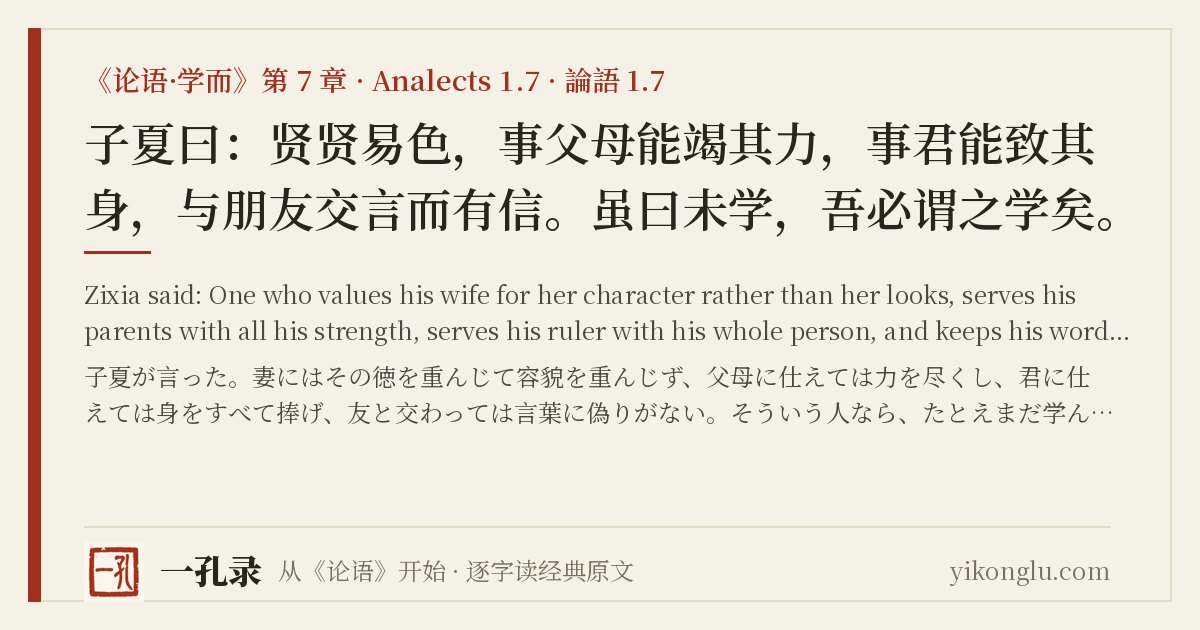 《论语·学而》第 7 章 · Analects 1.7 · 論語 1.7
子夏曰：贤贤易色，事父母能竭其力，事君能致其
身，与朋友交言而有信。虽曰未学，吾必谓之学矣。
Zixia said: One who values his wife for her character rather than her looks, serves his
parents with all his strength, serves his ruler with his whole person, and keeps his word…
子夏が言った。妻にはその徳を重んじて容貌を重んじず、父母に仕えては力を尽くし、君に仕
えては身をすべて捧げ、友と交わっては言葉に偽りがない。そういう人なら、たとえまだ学ん…
一孔
一孔录 从《论语》开始 · 逐字读经典原文 yikonglu.com